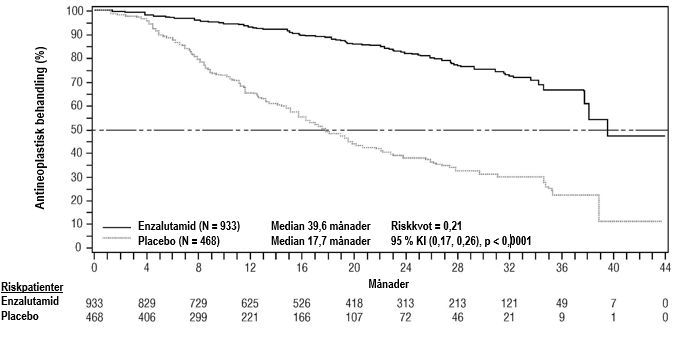 Antineoplastisk behandling (%)
100
90
80
70
60
50
40
30
20
10
0
Enzalutamid (N = 933) Median 39,6 månader Riskkvot = 0,21
Placebo (N = 468) Median 17,7 månader 95 % KI (0,17, 0,26), p < 0,0001
0 4 8 12 16 20 24 28 32 36 40 44
Månader
Riskpatienter
Enzalutamid 933 829 729 625 526 418 313 213 121 49 7 0
Placebo 468 406 299 221 166 107 72 46 21 9 1 0